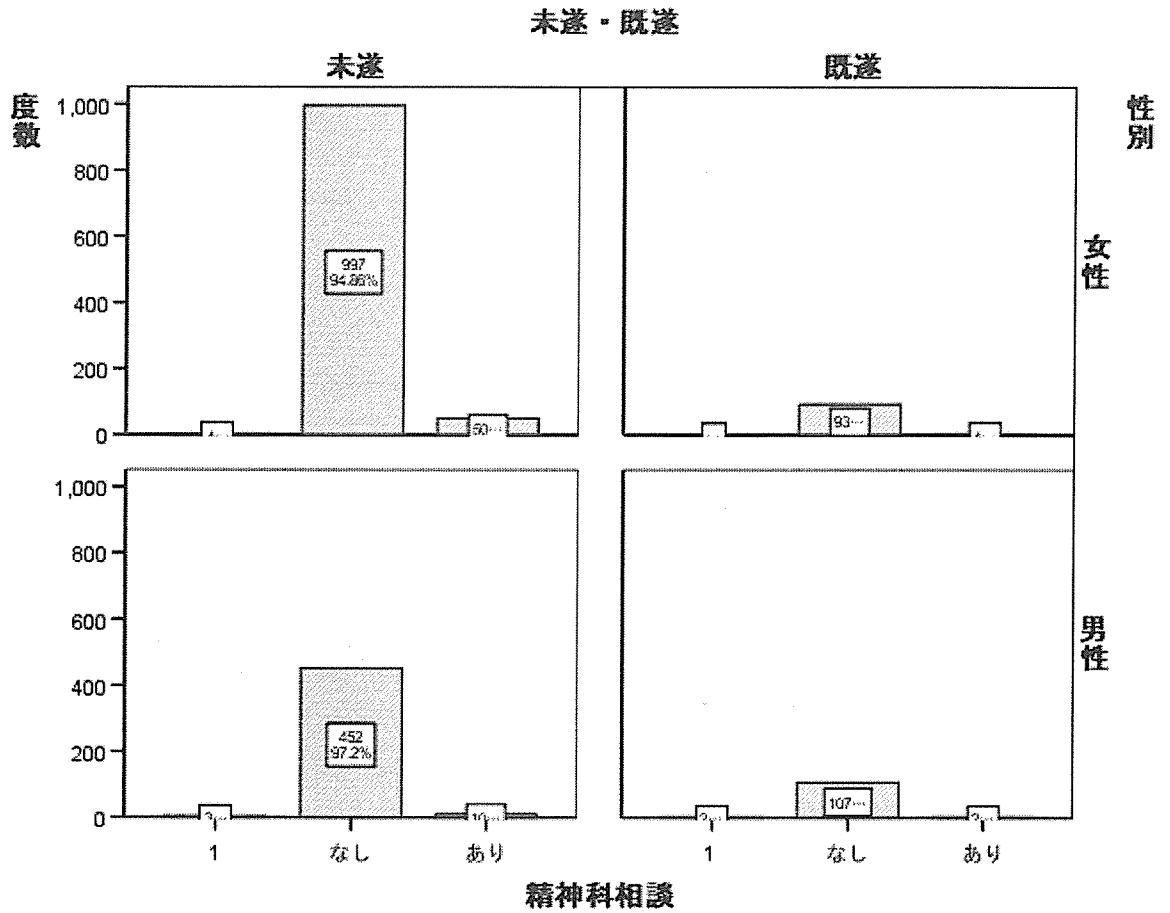 未遂・既遂
未遂
既遂
度数
性別
1,000
800
600
400
200
0
997
94.86%
50…
93…
女性
1,000
800
600
400
200
0
3…
452
97.2%
10…
107…
男性
1
なし
あり
1
なし
あり
精神科相談